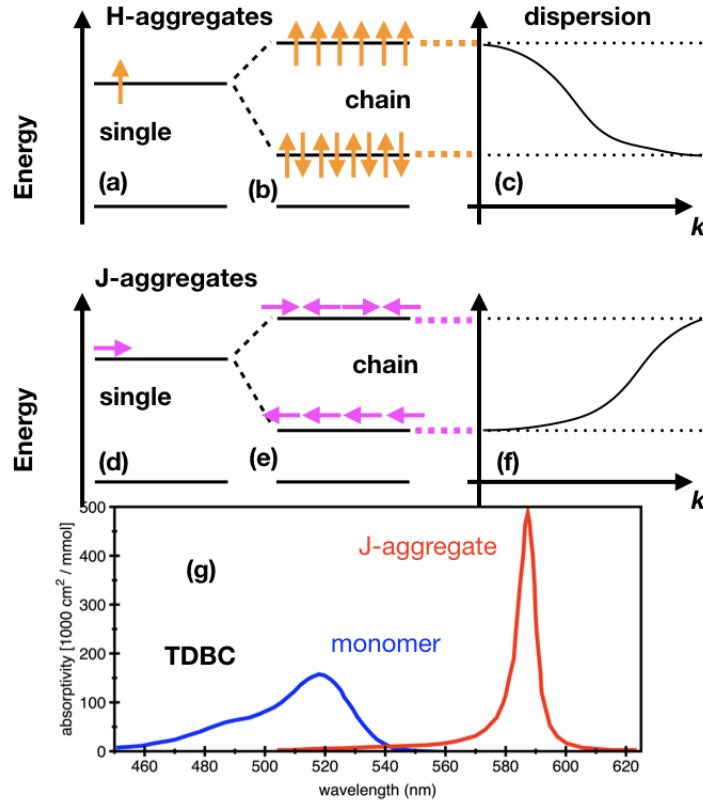 H-aggregates
dispersion
Energy
single
chain
(a)
(b)
(c)
k
J-aggregates
Energy
single
chain
(d)
(e)
(f)
k
absorptivity [1000 cm² / mmol]
500
400
300
200
100
0
(g)
TDBC
J-aggregate
monomer
460 480 500 520 540 560 580 600 620
wavelength (nm)